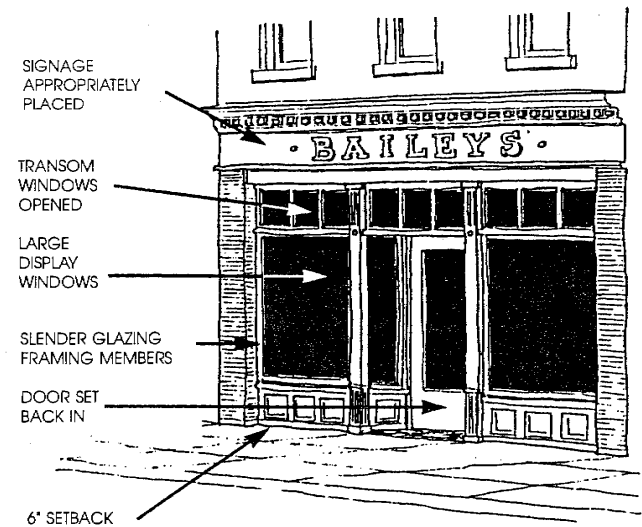 SIGNAGE
APPROPRIATELY
PLACED
· BAILEYS ·
TRANSOM
WINDOWS
OPENED
LARGE
DISPLAY
WINDOWS
SLENDER GLAZING
FRAMING MEMBERS
DOOR SET
BACK IN
6" SETBACK